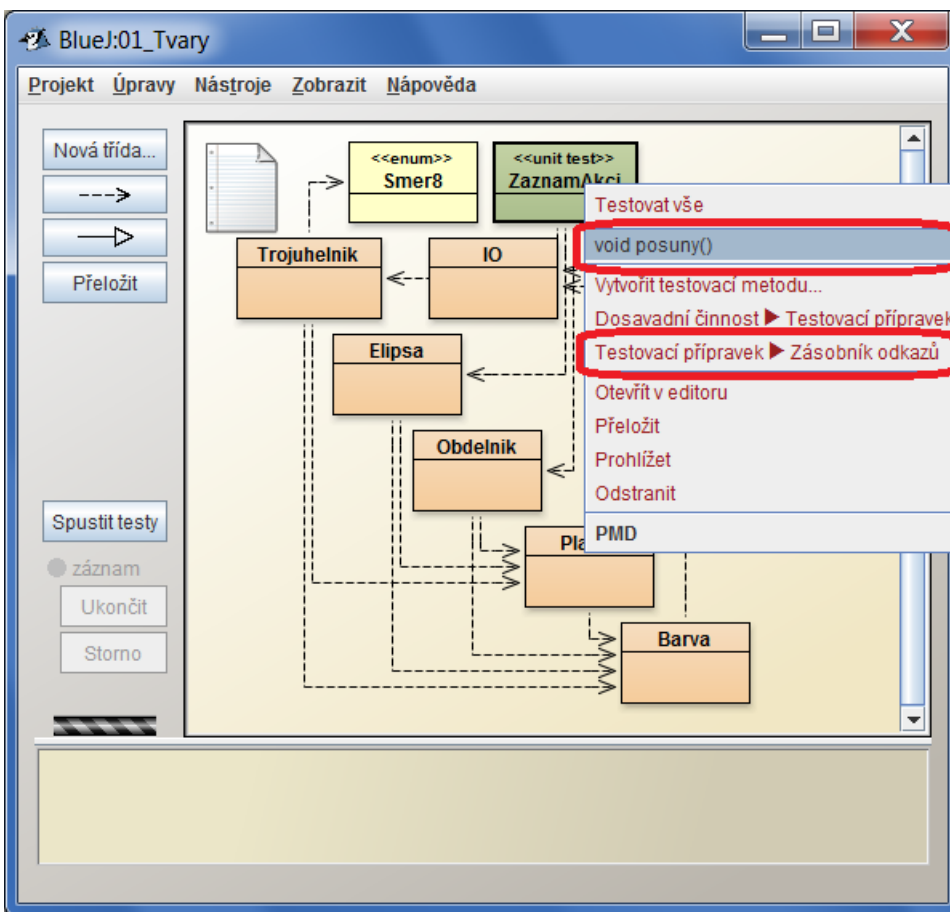 BlueJ:01_Tvary
Projekt Úpravy Nástroje Zobrazit Nápověda
Nová třída...
Přeložit
<<enum>>
Smer8
<<unit test>>
ZaznamAkci
Trojuhelnik
IO
Elipsa
Obdelnik
Barva
Testovat vše
void posuny()
Vytvořit testovací metodu...
Dosavadní činnost ▶ Testovací přípravek
Testovací přípravek ▶ Zásobník odkazů
Otevřít v editoru
Přeložit
Prohlížet
Odstranit
PMD
Spustit testy
záznam
Ukončit
Storno